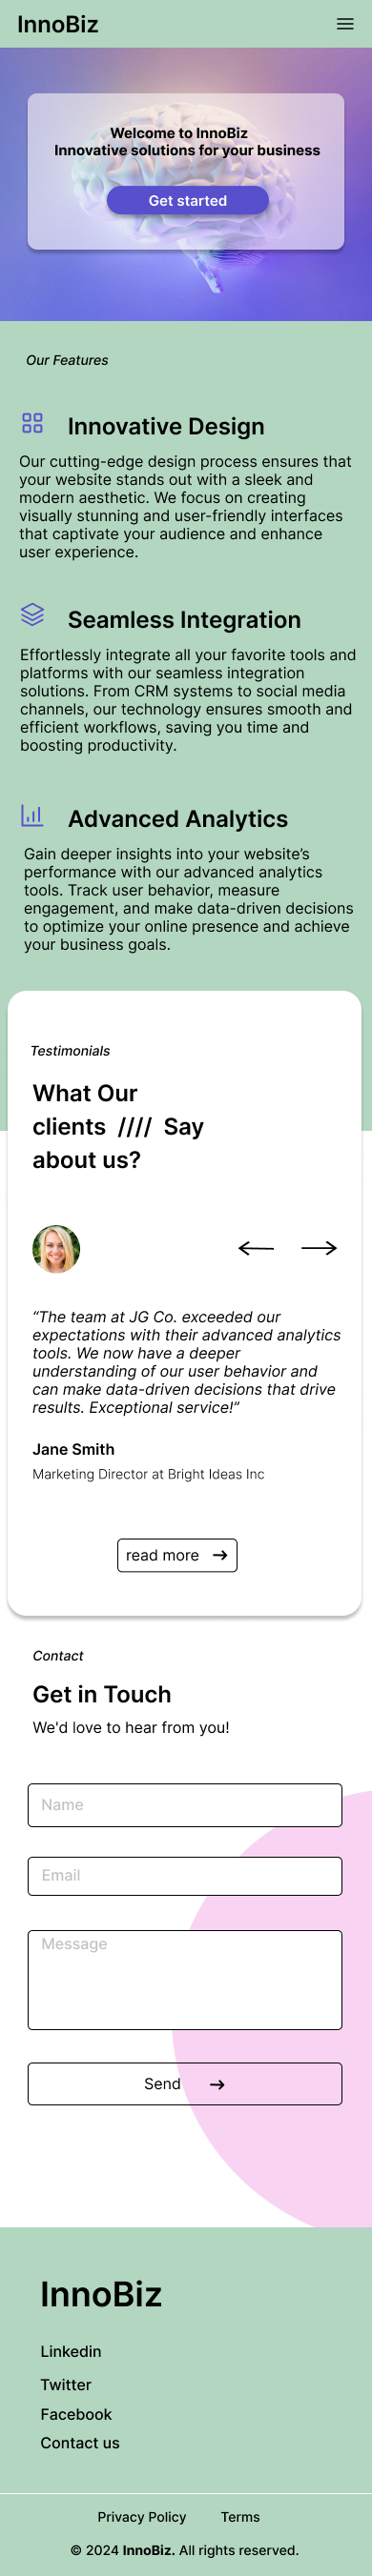 InnoBiz
Welcome to InnoBiz
Innovative solutions for your business
Get started
Our Features
Innovative Design
Our cutting-edge design process ensures that
your website stands out with a sleek and
modern aesthetic. We focus on creating
visually stunning and user-friendly interfaces
that captivate your audience and enhance
user experience.
Seamless Integration
Effortlessly integrate all your favorite tools and
platforms with our seamless integration
solutions. From CRM systems to social media
channels, our technology ensures smooth and
efficient workflows, saving you time and
boosting productivity.
Advanced Analytics
Gain deeper insights into your website’s
performance with our advanced analytics
tools. Track user behavior, measure
engagement, and make data-driven decisions
to optimize your online presence and achieve
your business goals.
Testimonials
What Our
clients //// Say
about us?
“The team at JG Co. exceeded our
expectations with their advanced analytics
tools. We now have a deeper
understanding of our user behavior and
can make data-driven decisions that drive
results. Exceptional service!”
Jane Smith
Marketing Director at Bright Ideas Inc
read more
Contact
Get in Touch
We'd love to hear from you!
Name
Email
Message
Send
InnoBiz
Linkedin
Twitter
Facebook
Contact us
Privacy Policy Terms
© 2024 InnoBiz. All rights reserved.